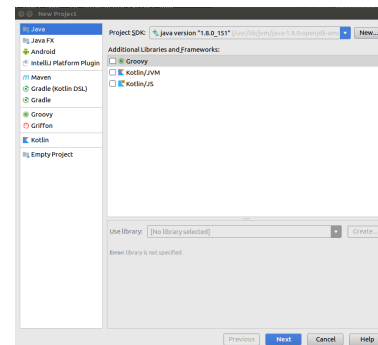 New Project
Java
Java FX
Android
IntelliJ Platform Plugin
Maven
Gradle (Kotlin DSL)
Gradle
Groovy
Griffon
Kotlin
Empty Project
Project SDK: java version "1.8.0_151" New...
Additional Libraries and Frameworks:
Groovy
Kotlin/JVM
Kotlin/JS
Use library: [No library selected] Create...
Error: library is not specified
Previous Next Cancel Help